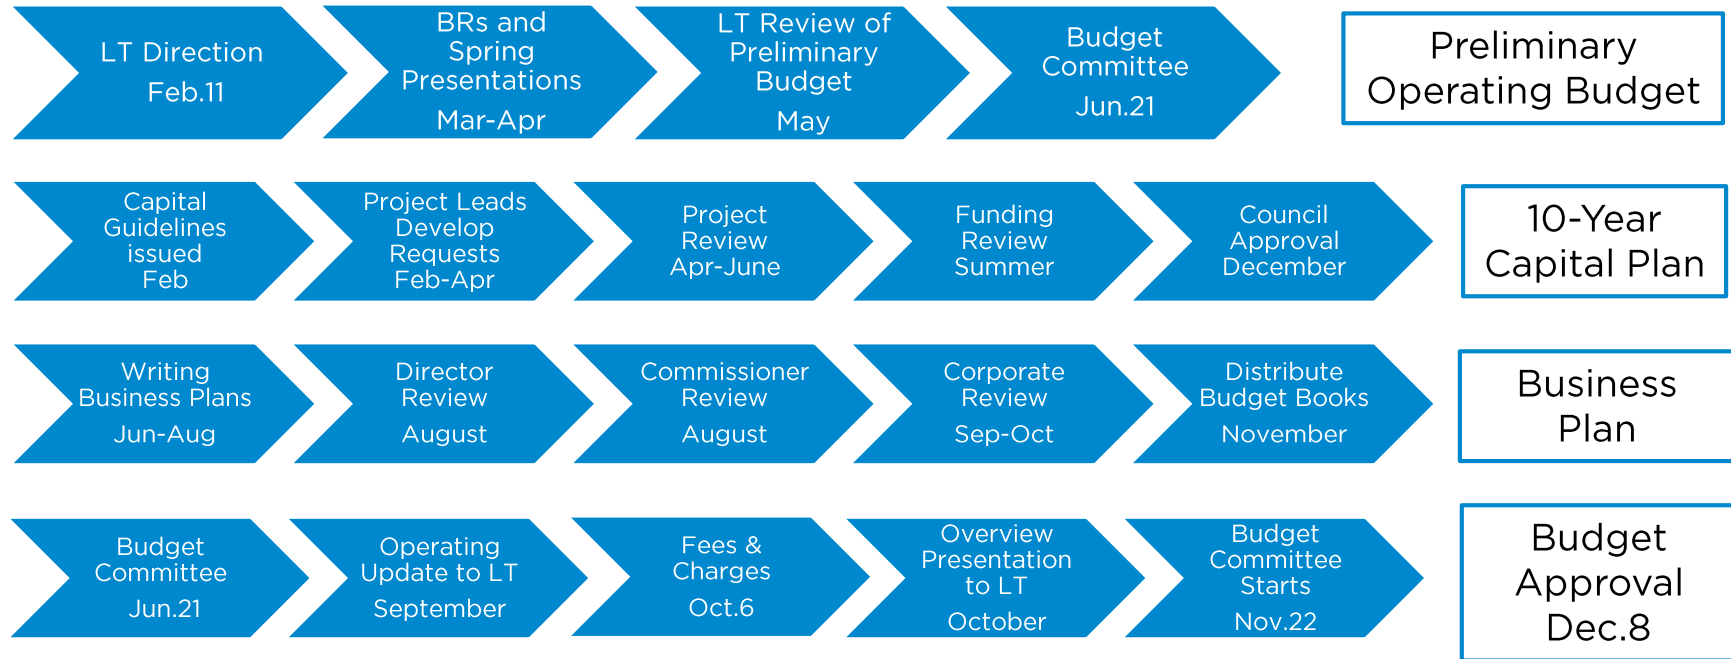 LT Direction
Feb.11
BRs and
Spring
Presentations
Mar-Apr
LT Review of
Preliminary
Budget
May
Budget
Committee
Jun.21
Preliminary
Operating Budget
Capital
Guidelines
issued
Feb
Project Leads
Develop
Requests
Feb-Apr
Project
Review
Apr-June
Funding
Review
Summer
Council
Approval
December
10-Year
Capital Plan
Writing
Business Plans
Jun-Aug
Director
Review
August
Commissioner
Review
August
Corporate
Review
Sep-Oct
Distribute
Budget Books
November
Business
Plan
Budget
Committee
Jun.21
Operating
Update to LT
September
Fees &
Charges
Oct.6
Overview
Presentation
to LT
October
Budget
Committee
Starts
Nov.22
Budget
Approval
Dec.8